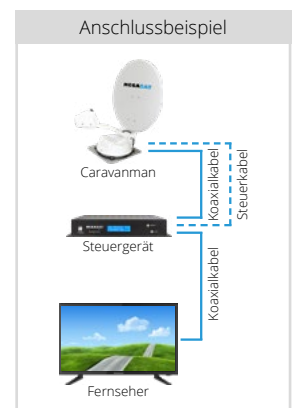 Anschlussbeispiel
MEGASAT
Caravanman
Koaxialkabel
Steuerkabel
Steuergerät
Koaxialkabel
Fernseher